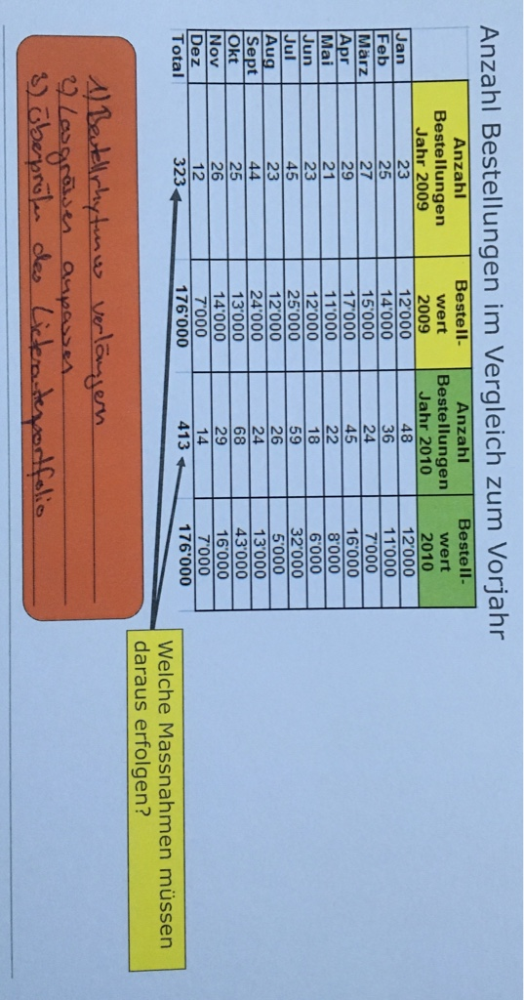 Anzahl Bestellungen im Vergleich zum Vorjahr
Anzahl Bestellungen Jahr 2009 Bestell-wert 2009 Anzahl Bestellungen Jahr 2010 Bestell-wert 2010
Jan 23 12'000 48 12'000
Feb 25 14'000 36 11'000
März 27 15'000 24 7'000
Apr 29 17'000 45 16'000
Mai 21 11'000 22 8'000
Jun 23 12'000 18 6'000
Jul 45 25'000 59 32'000
Aug 23 12'000 26 5'000
Sept 44 24'000 24 13'000
Okt 25 13'000 68 43'000
Nov 26 14'000 29 16'000
Dez 12 7'000 14 7'000
Total 323 176'000 413 176'000
Welche Massnahmen müssen
daraus erfolgen?
1) Bestellrhytmus verlängern
2) Losgrössen anpassen
3) überprüfen des Lieferantenportfolio